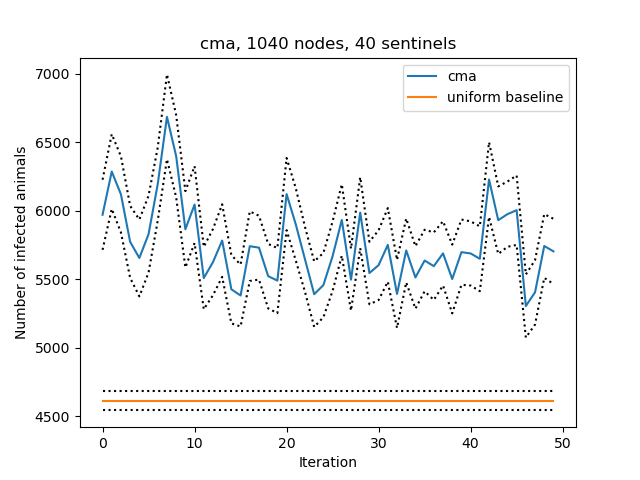 cma, 1040 nodes, 40 sentinels
7000
6500
6000
5500
5000
4500
Number of infected animals
cma
uniform baseline
0
10
20
30
40
50
Iteration